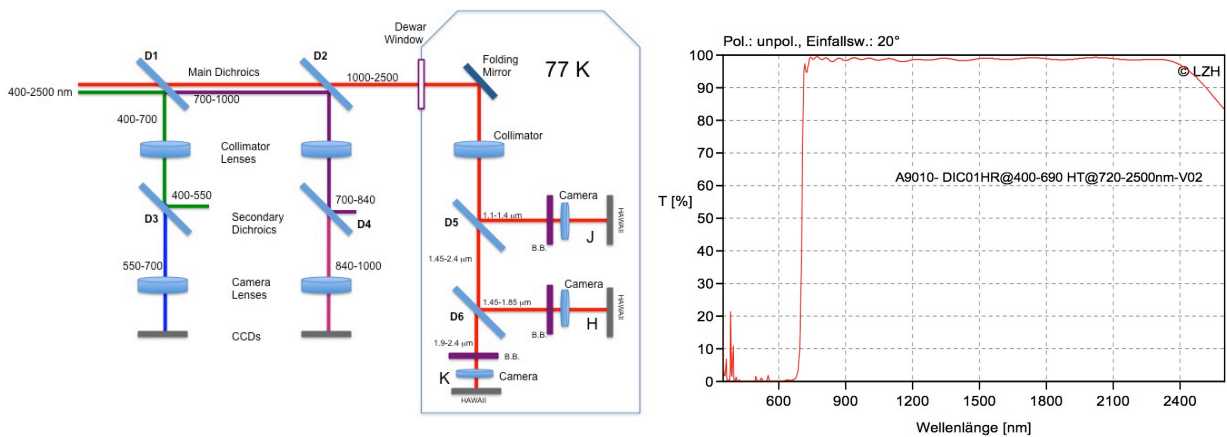 Dewar
Window
D1
D2
Folding
Mirror
77 K
Main Dichroics
1000-2500
400-2500 nm
700-1000
400-700
Collimator
Lenses
Collimator
400-550
700-840
D3
Secondary
Dichroics
D4
D5
1.1-1.4 μm
Camera
HAWAII
J
B.B.
550-700
840-1000
1.45-2.4 μm
Camera
Lenses
CCDs
D6
1.45-1.85 μm
Camera
HAWAII
H
B.B.
1.9-2.4 μm
B.B.
K
Camera
HAWAII
Pol.: unpol., Einfallsw.: 20°
100
90
80
70
60
50
40
30
20
10
0
T [%]
© LZH
A9010- DIC01HR@400-690 HT@720-2500nm-V02
600
900
1200
1500
1800
2100
2400
Wellenlänge [nm]